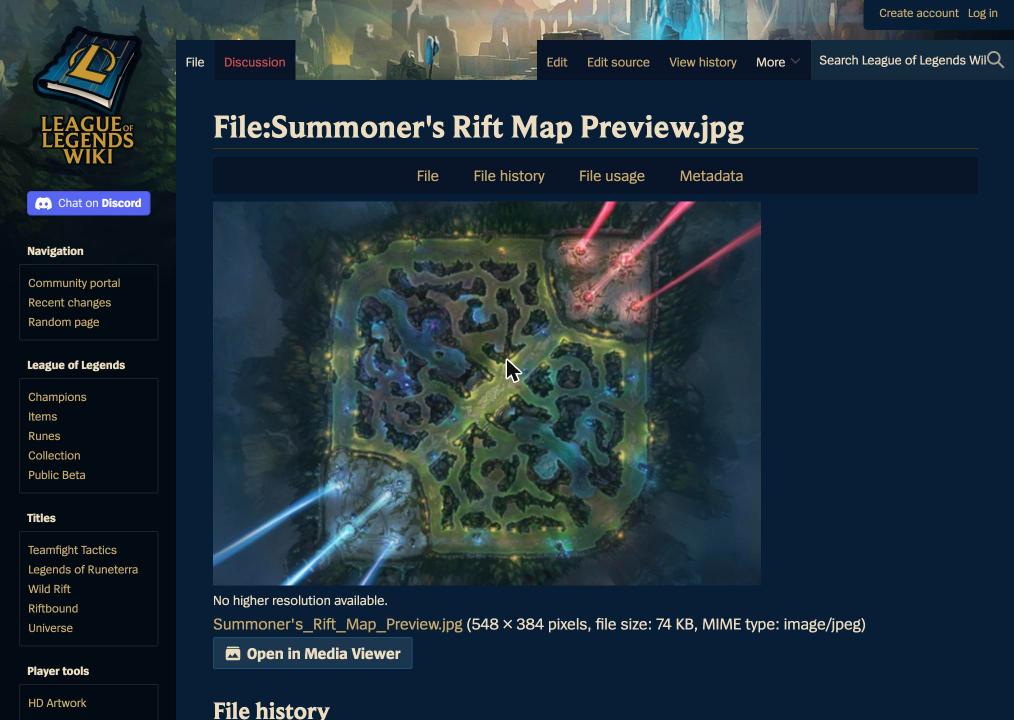 Create account Log in
File Discussion Edit Edit source View history More Search League of Legends Wil
LEAGUE OF
LEGENDS
WIKI
File:Summoner's Rift Map Preview.jpg
File File history File usage Metadata
Chat on Discord
Navigation
Community portal
Recent changes
Random page
League of Legends
Champions
Items
Runes
Collection
Public Beta
Titles
Teamfight Tactics
Legends of Runeterra
Wild Rift
Riftbound
Universe
Player tools
HD Artwork
No higher resolution available.
Summoner's_Rift_Map_Preview.jpg (548 × 384 pixels, file size: 74 KB, MIME type: image/jpeg)
Open in Media Viewer
File history